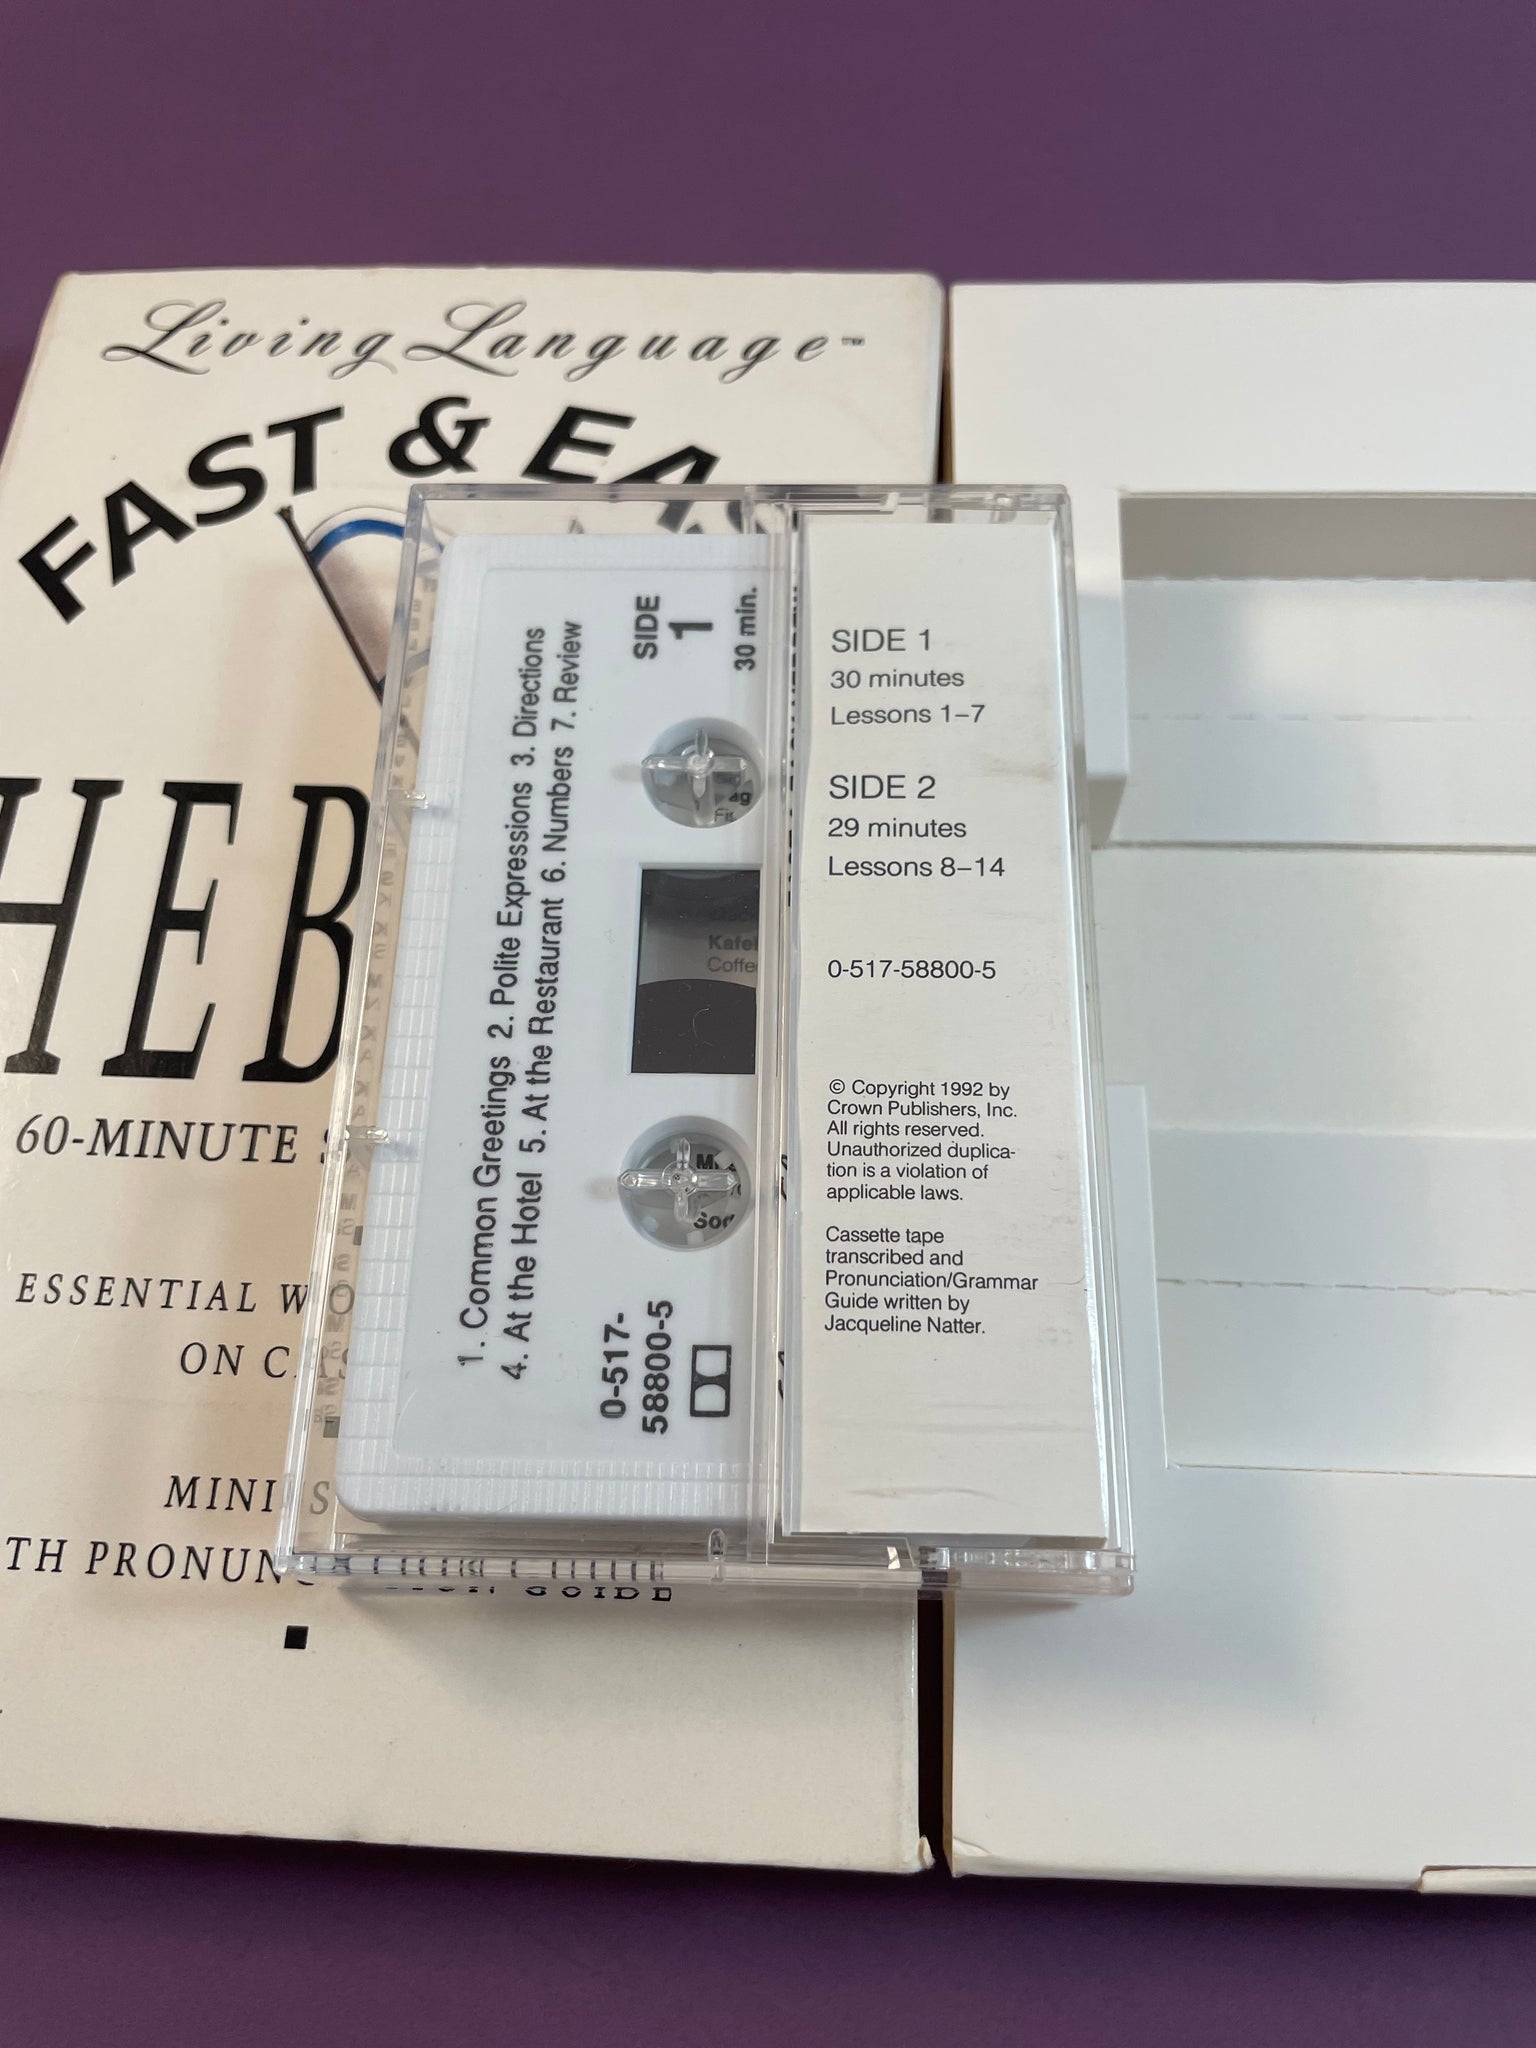 Living Language™
FAST & EA
HEB
60-MINUTE
ESSENTIAL W
ON C
MINI
TH PRONUN
GUIDE
1. Common Greetings 2. Polite Expressions 3. Directions
4. At the Hotel 5. At the Restaurant 6. Numbers 7. Review
SIDE
1
30 min.
0-517-
58800-5
Kafe
Coffe
SIDE 1
30 minutes
Lessons 1–7
SIDE 2
29 minutes
Lessons 8–14
0-517-58800-5
© Copyright 1992 by
Crown Publishers, Inc.
All rights reserved.
Unauthorized duplica-
tion is a violation of
applicable laws.
Cassette tape
transcribed and
Pronunciation/Grammar
Guide written by
Jacqueline Natter.